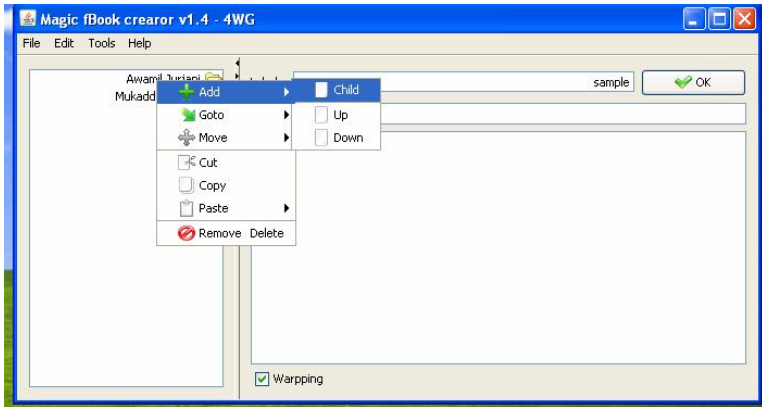 Magic fBook crearor v1.4 - 4WG
File Edit Tools Help
Awamil Jurjani
sample OK
Mukadd
Add
Child
Goto
Up
Move
Down
Cut
Copy
Paste
Remove Delete
Warpping